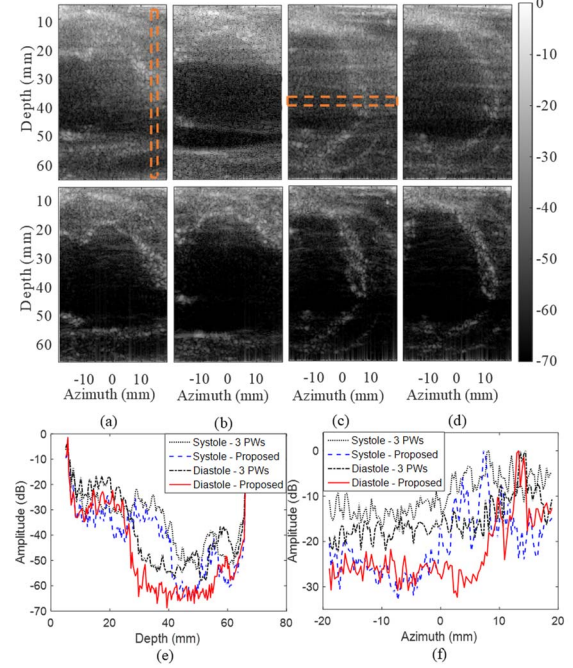 0
10
20
30
40
50
60
Depth (mm)
-10
-20
-30
-40
-50
-60
-70
10
20
30
40
50
60
Depth (mm)
-10 0 10
-10 0 10
-10 0 10
-10 0 10
Azimuth (mm)
Azimuth (mm)
Azimuth (mm)
Azimuth (mm)
(a)
(b)
(c)
(d)
0
-10
-20
-30
-40
-50
-60
-70
Amplitude (dB)
Systole - 3 PWs
Systole - Proposed
Diastole - 3 PWs
Diastole - Proposed
0 20 40 60 80
Depth (mm)
(e)
0
-10
-20
-30
Amplitude (dB)
Systole - 3 PWs
Systole - Proposed
Diastole - 3 PWs
Diastole - Proposed
-20 -10 0 10 20
Azimuth (mm)
(f)